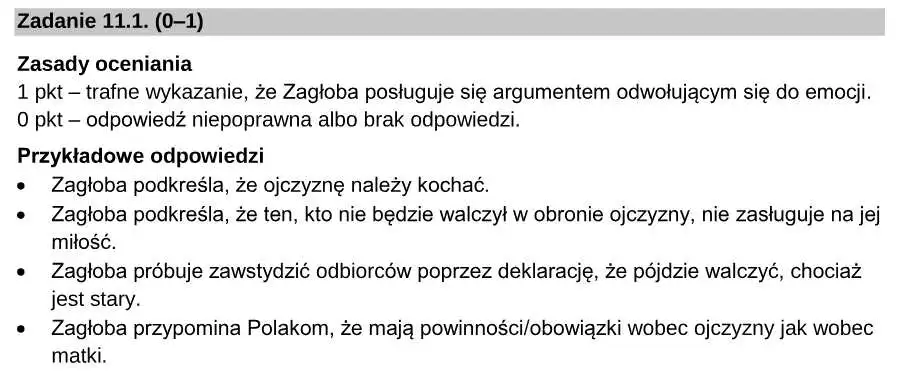 Zadanie 11.1. (0–1)
Zasady oceniania
1 pkt – trafne wykazanie, że Zagłoba posługuje się argumentem odwołującym się do emocji.
0 pkt – odpowiedź niepoprawna albo brak odpowiedzi.
Przykładowe odpowiedzi
• Zagłoba podkreśla, że ojczyznę należy kochać.
• Zagłoba podkreśla, że ten, kto nie będzie walczył w obronie ojczyzny, nie zasługuje na jej
miłość.
• Zagłoba próbuje zawstydzić odbiorców poprzez deklarację, że pójdzie walczyć, chociaż
jest stary.
• Zagłoba przypomina Polakom, że mają powinności/obowiązki wobec ojczyzny jak wobec
matki.